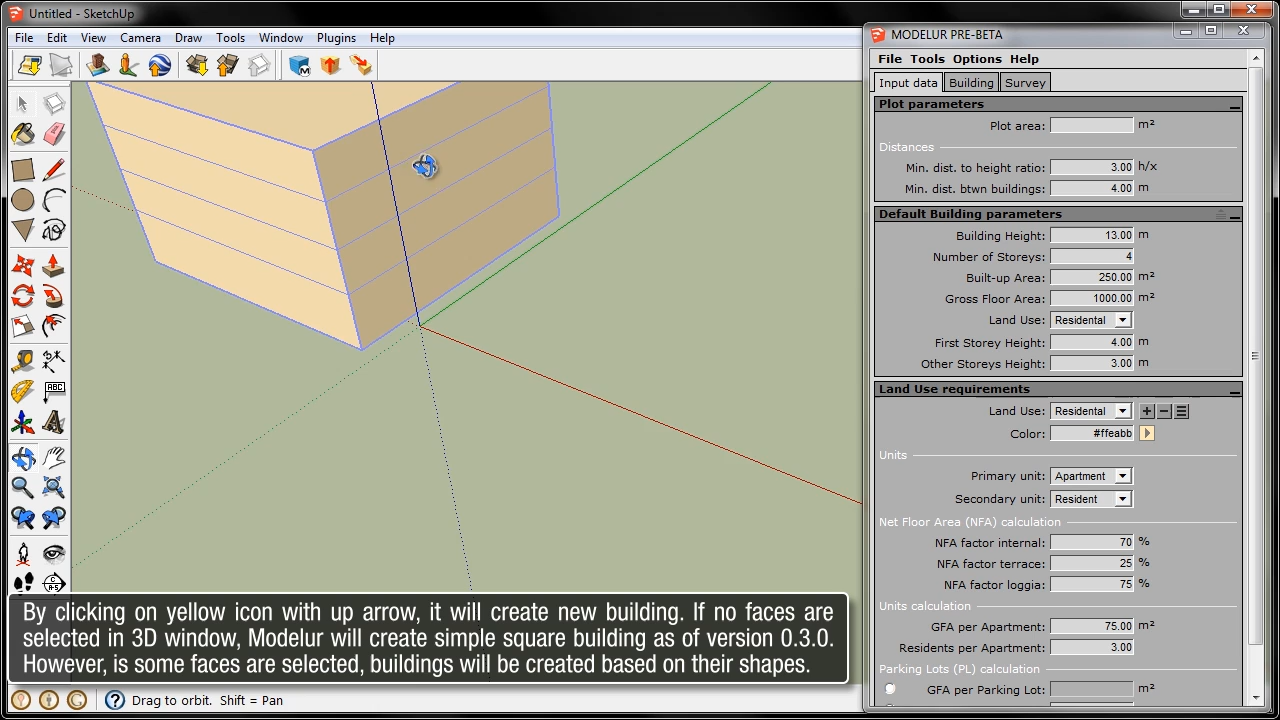 Untitled - SketchUp
File Edit View Camera Draw Tools Window Plugins Help
MODELUR PRE-BETA
File Tools Options Help
Input data Building Survey
Plot parameters
Plot area: m²
Distances
Min. dist. to height ratio: 3.00 h/x
Min. dist. btwn buildings: 4.00 m
Default Building parameters
Building Height: 13.00 m
Number of Storeys: 4
Built-up Area: 250.00 m²
Gross Floor Area: 1000.00 m²
Land Use: Residental
First Storey Height: 4.00 m
Other Storeys Height: 3.00 m
Land Use requirements
Land Use: Residental
Color: #ffeabb
Units
Primary unit: Apartment
Secondary unit: Resident
Net Floor Area (NFA) calculation
NFA factor internal: 70 %
NFA factor terrace: 25 %
NFA factor loggia: 75 %
Units calculation
GFA per Apartment: 75.00 m²
Residents per Apartment: 3.00
Parking Lots (PL) calculation
GFA per Parking Lot: m²
ABC
By clicking on yellow icon with up arrow, it will create new building. If no faces are
selected in 3D window, Modelur will create simple square building as of version 0.3.0.
However, is some faces are selected, buildings will be created based on their shapes.
Drag to orbit. Shift = Pan